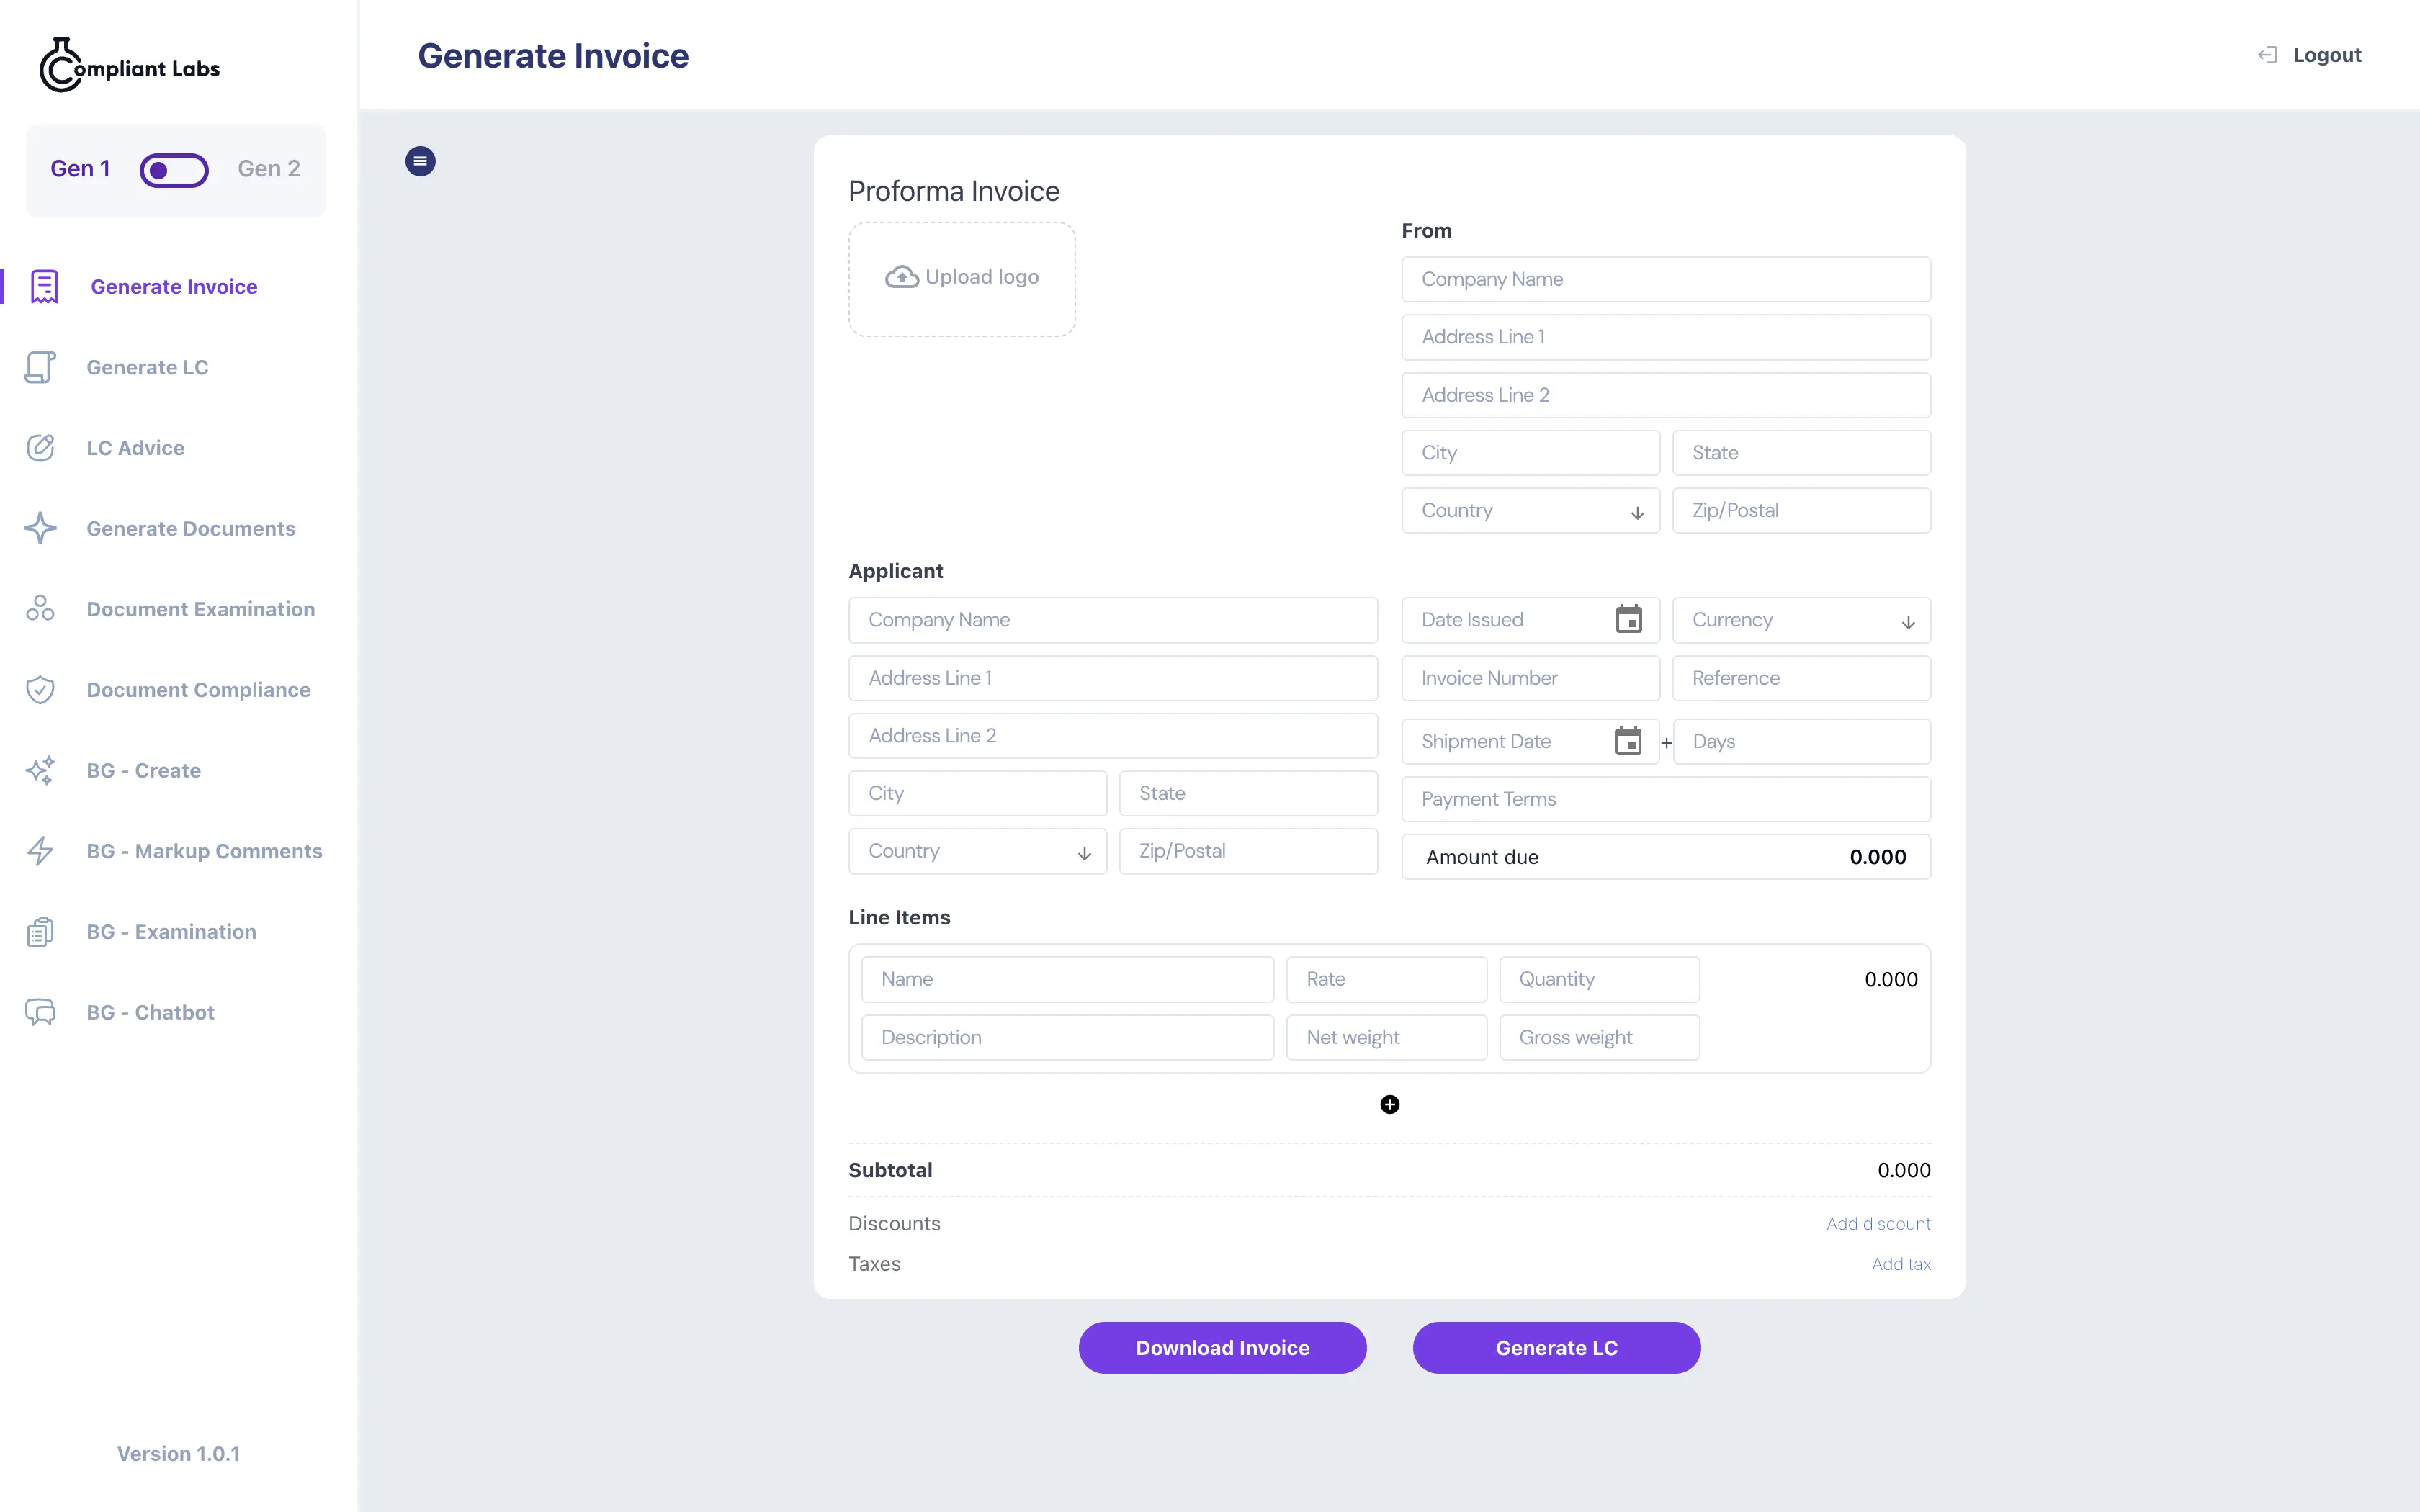 Compliant Labs
Generate Invoice
Logout
Gen 1
Gen 2
Generate Invoice
Generate LC
LC Advice
Generate Documents
Document Examination
Document Compliance
BG - Create
BG - Markup Comments
BG - Examination
BG - Chatbot
Version 1.0.1
Proforma Invoice
Upload logo
From
Company Name
Address Line 1
Address Line 2
City State
Country Zip/Postal
Applicant
Company Name
Address Line 1
Address Line 2
City State
Country Zip/Postal
Date Issued Currency
Invoice Number Reference
Shipment Date + Days
Payment Terms
Amount due 0.000
Line Items
Name Rate Quantity 0.000
Description Net weight Gross weight
Subtotal 0.000
Discounts Add discount
Taxes Add tax
Download Invoice Generate LC